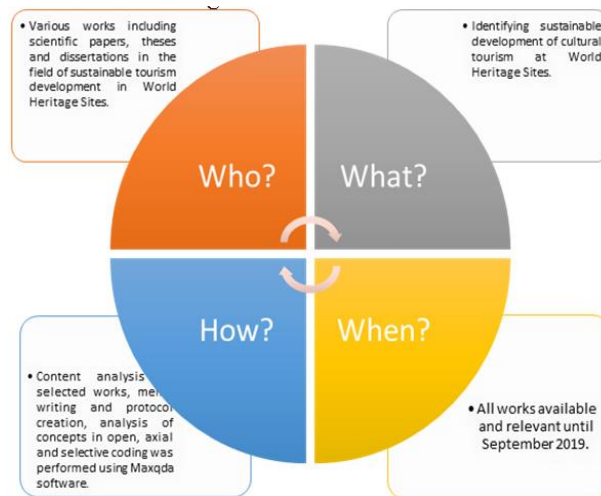 • Various works including
scientific papers, theses
and dissertations in the
field of sustainable tourism
development in World
Heritage Sites.
• Identifying sustainable
development of cultural
tourism at World
Heritage Sites.
Who?
What?
How?
When?
• Content analysis
selected works,
writing and protocol
creation, analysis of
concepts in open, axial
and selective coding was
performed using Maxqda
software.
• All works available
and relevant until
September 2019.